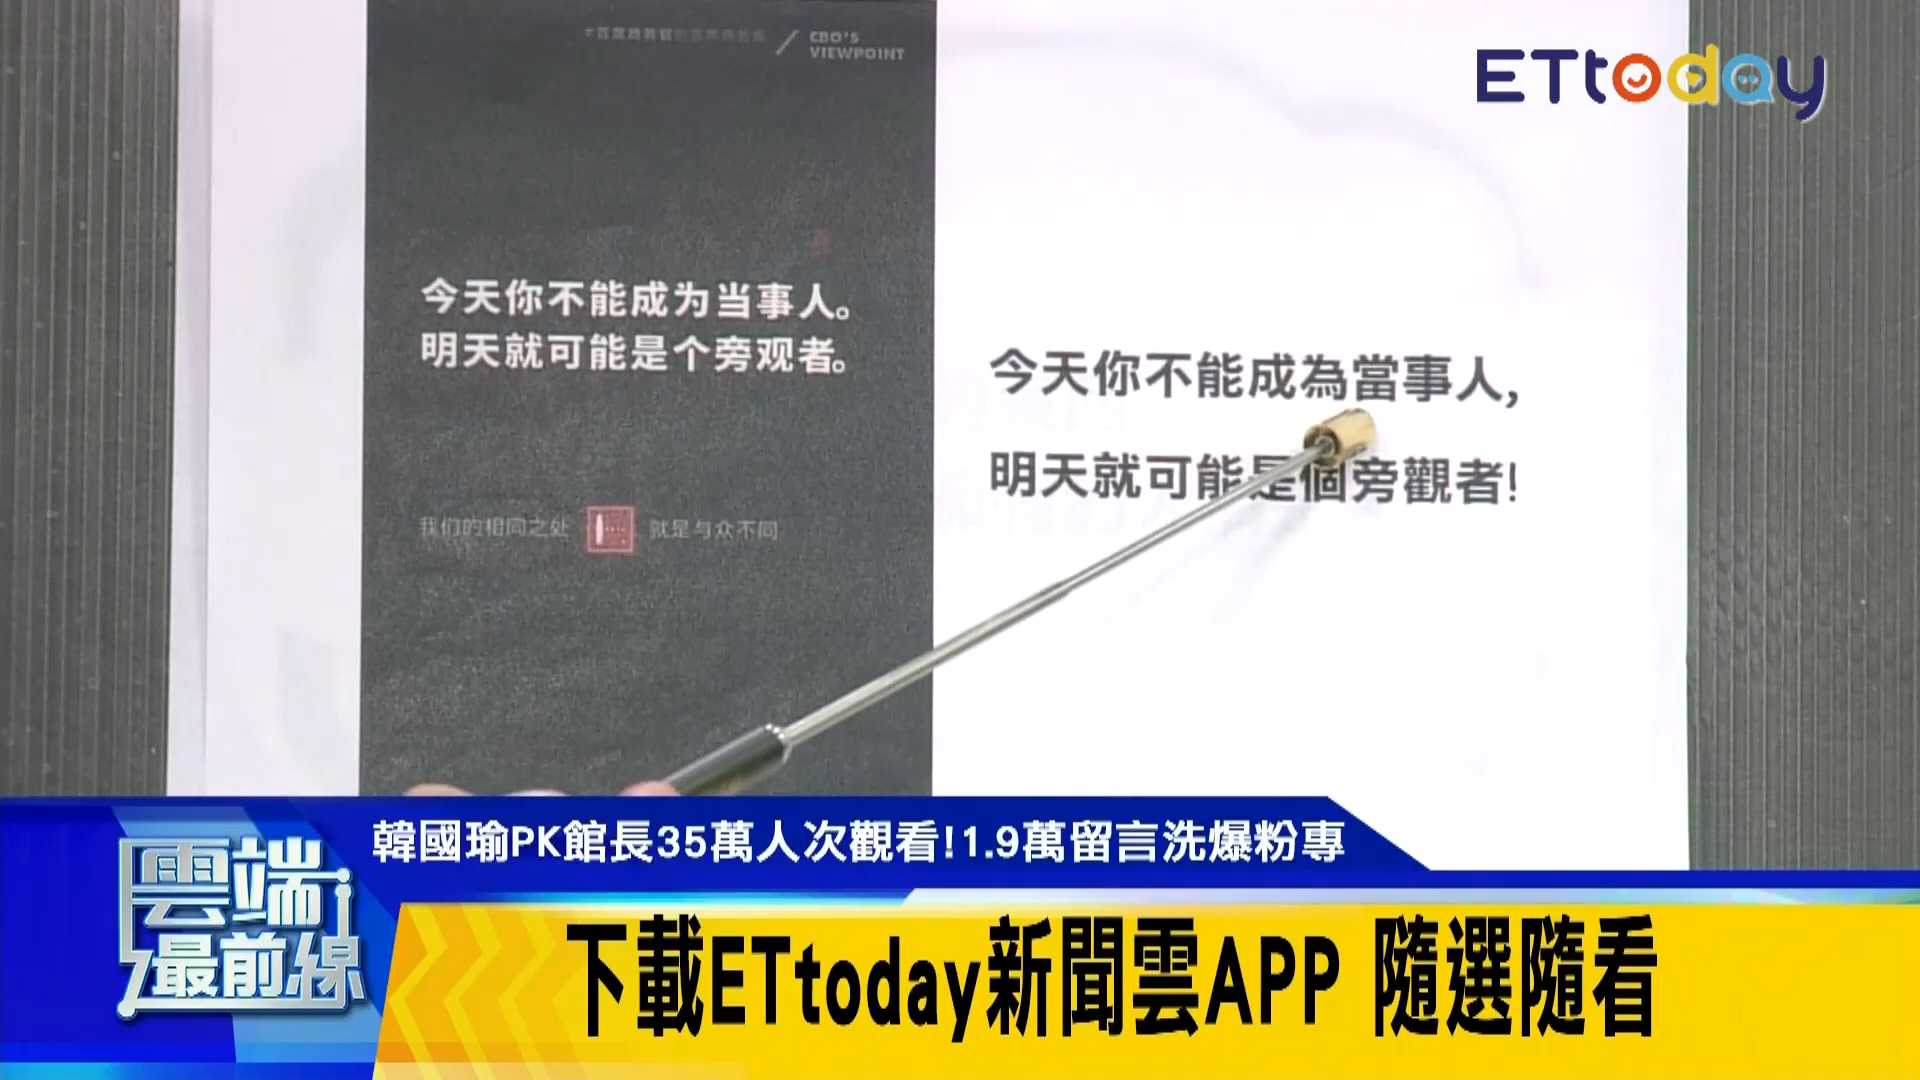 CBO'S
VIEWPOINT
ETtoday
今天你不能成为当事人。
明天就可能是个旁观者。
我们的相同之处
就是与众不同
今天你不能成為當事人,
明天就可能是個旁觀者!
雲端
最前線
韓國瑜PK館長35萬人次觀看!1.9萬留言洗爆粉專
下載ETtoday新聞雲APP 隨選隨看